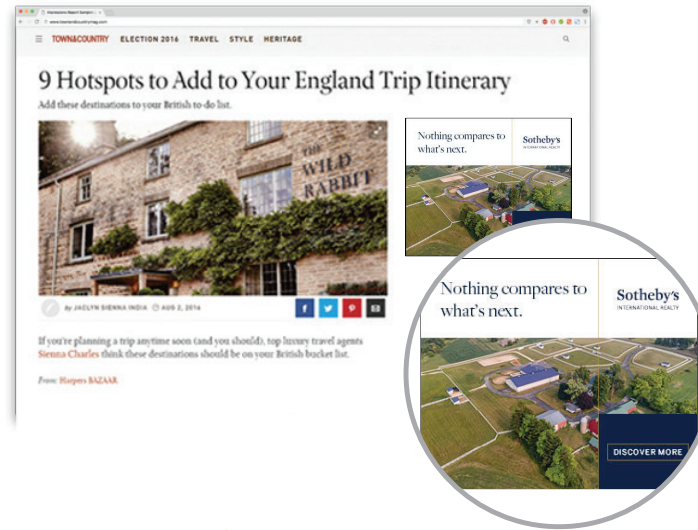 www.townandcountrymag.com
TOWN&COUNTRY ELECTION 2016 TRAVEL STYLE HERITAGE
9 Hotspots to Add to Your England Trip Itinerary
Add these destinations to your British to-do list.
THE
WILD
RABBIT
By JACLYN SIENNA INDIA AUG 2, 2016
If you're planning a trip anytime soon (and you should), top luxury travel agents
Sienna Charles think these destinations should be on your British bucket list.
From: Harpers BAZAAR
Nothing compares to
what's next.
Sotheby's
INTERNATIONAL REALTY
Nothing compares to
what's next.
Sotheby's
INTERNATIONAL REALTY
DISCOVER MORE